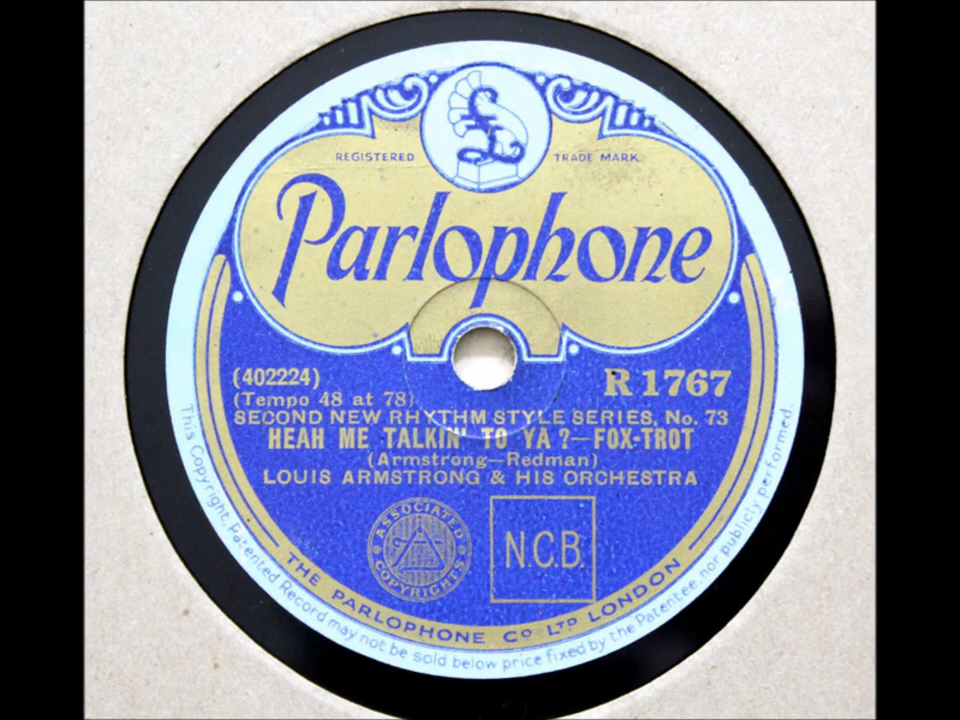 REGISTERED TRADE MARK
£
Parlophone
(402224)
R 1767
(Tempo 48 at 78)
SECOND NEW RHYTHM STYLE SERIES, No. 73
HEAH ME TALKIN' TO YA?—FOX-TROT
(Armstrong—Redman)
LOUIS ARMSTRONG & HIS ORCHESTRA
ASSOCIATED COPYRIGHTS
N.C.B.
THE PARLOPHONE Co LTD LONDON
This Copyright, Patented Record may not be sold below price fixed by the Patentee, nor publicly performed.